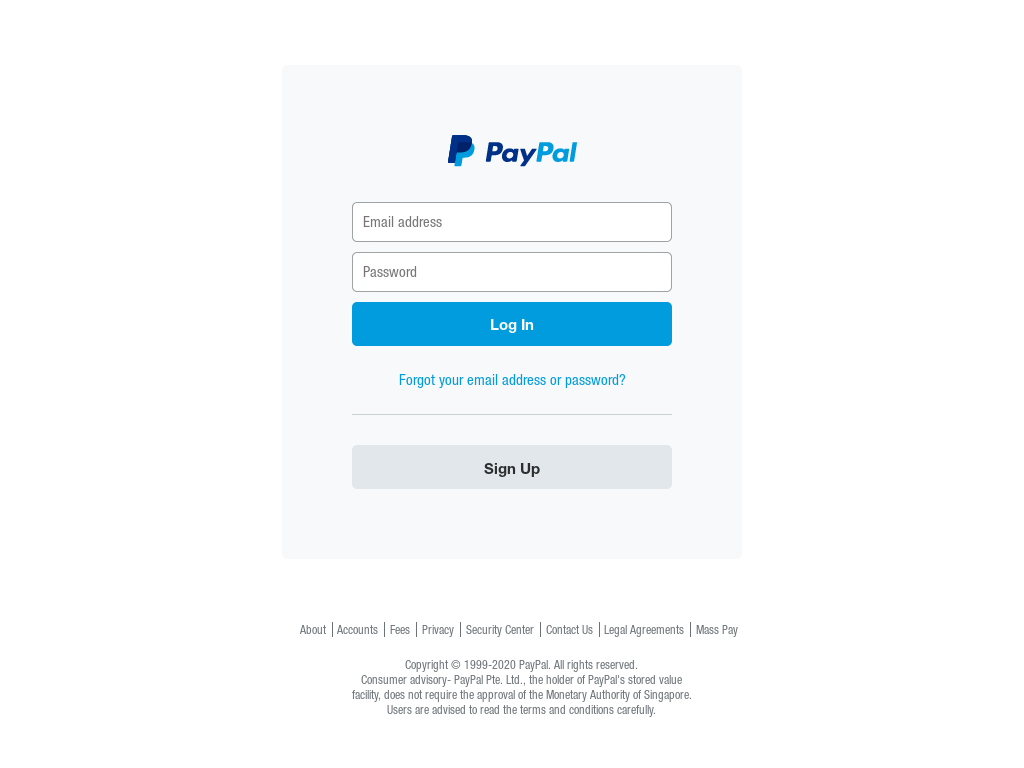 PayPal
Email address
Password
Log In
Forgot your email address or password?
Sign Up
About | Accounts | Fees | Privacy | Security Center | Contact Us | Legal Agreements | Mass Pay
Copyright © 1999-2020 PayPal. All rights reserved.
Consumer advisory- PayPal Pte. Ltd., the holder of PayPal's stored value
facility, does not require the approval of the Monetary Authority of Singapore.
Users are advised to read the terms and conditions carefully.